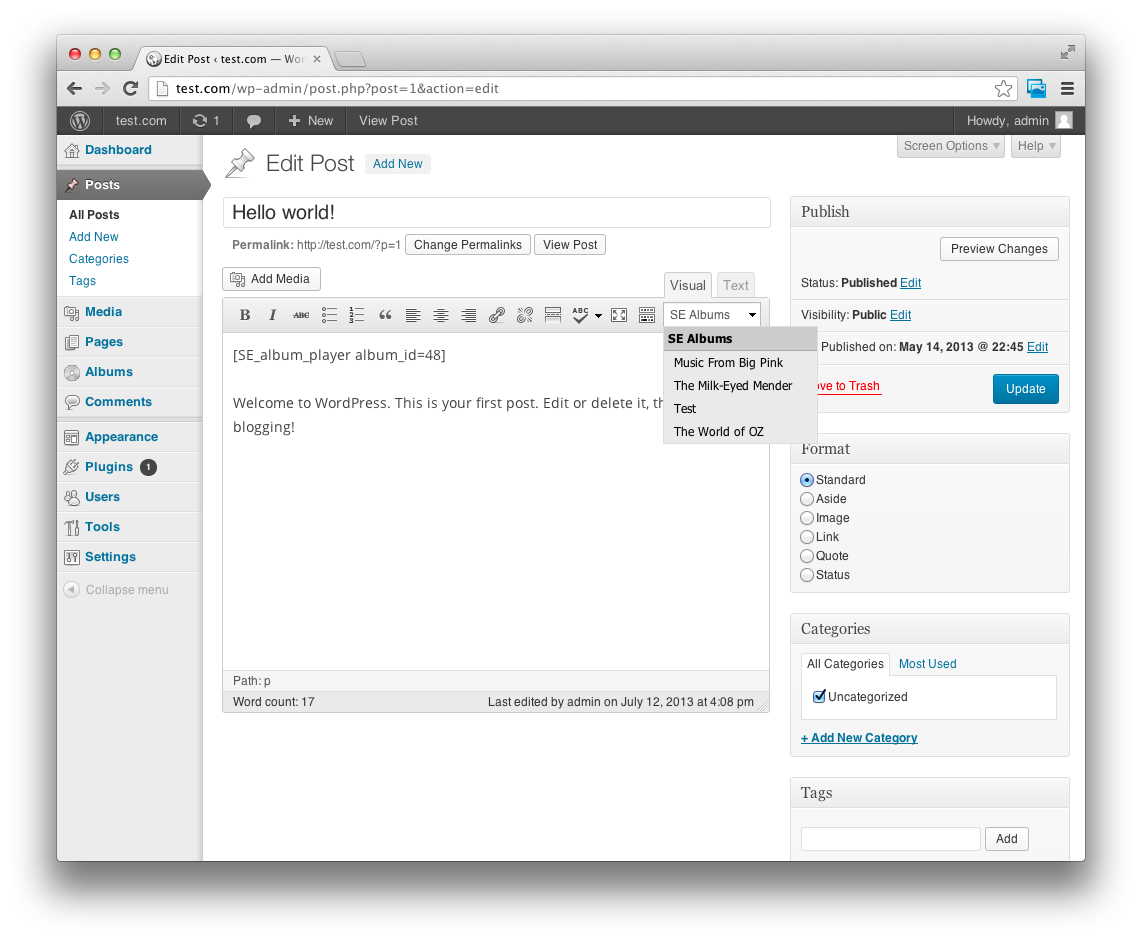 Edit Post ‹ test.com — Wor
test.com/wp-admin/post.php?post=1&action=edit
test.com 1 New View Post Howdy, admin
Screen Options Help
Dashboard
Posts
All Posts
Add New
Categories
Tags
Media
Pages
Albums
Comments
Appearance
Plugins 1
Users
Tools
Settings
Collapse menu
Edit Post Add New
Hello world!
Permalink: http://test.com/?p=1 Change Permalinks View Post
Add Media
Visual Text
B I ABC ABC SE Albums
SE Albums
Music From Big Pink
The Milk-Eyed Mender
Test
The World of OZ
[SE_album_player album_id=48]
Welcome to WordPress. This is your first post. Edit or delete it, th
blogging!
Path: p
Word count: 17 Last edited by admin on July 12, 2013 at 4:08 pm
Publish
Preview Changes
Status: Published Edit
Visibility: Public Edit
Published on: May 14, 2013 @ 22:45 Edit
ove to Trash Update
Format
Standard
Aside
Image
Link
Quote
Status
Categories
All Categories Most Used
Uncategorized
+ Add New Category
Tags
Add